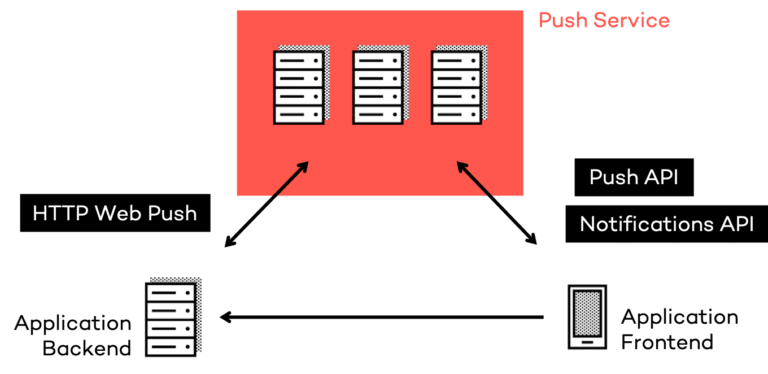 Push Service
Push API
HTTP Web Push
Notifications API
Application
Backend
Application
Frontend